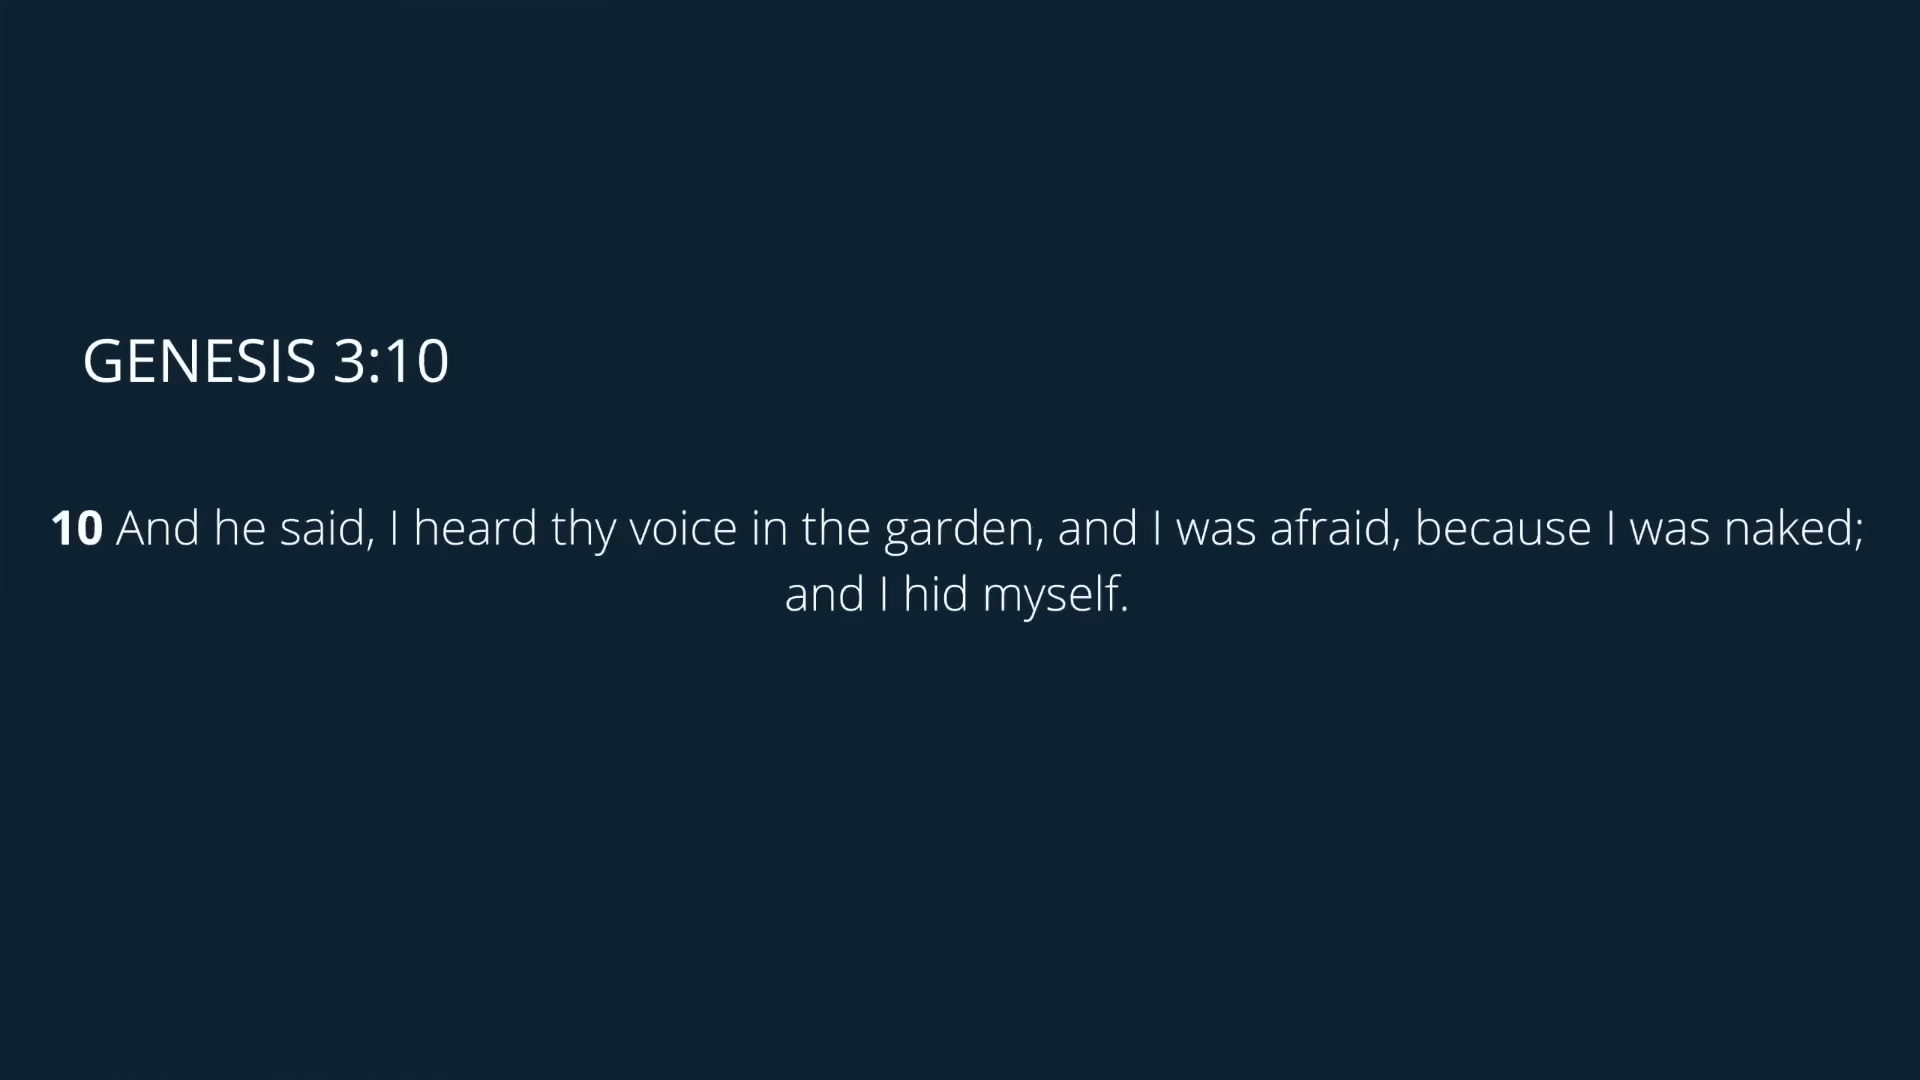 GENESIS 3:10
10 And he said, I heard thy voice in the garden, and I was afraid, because I was naked;
and I hid myself.